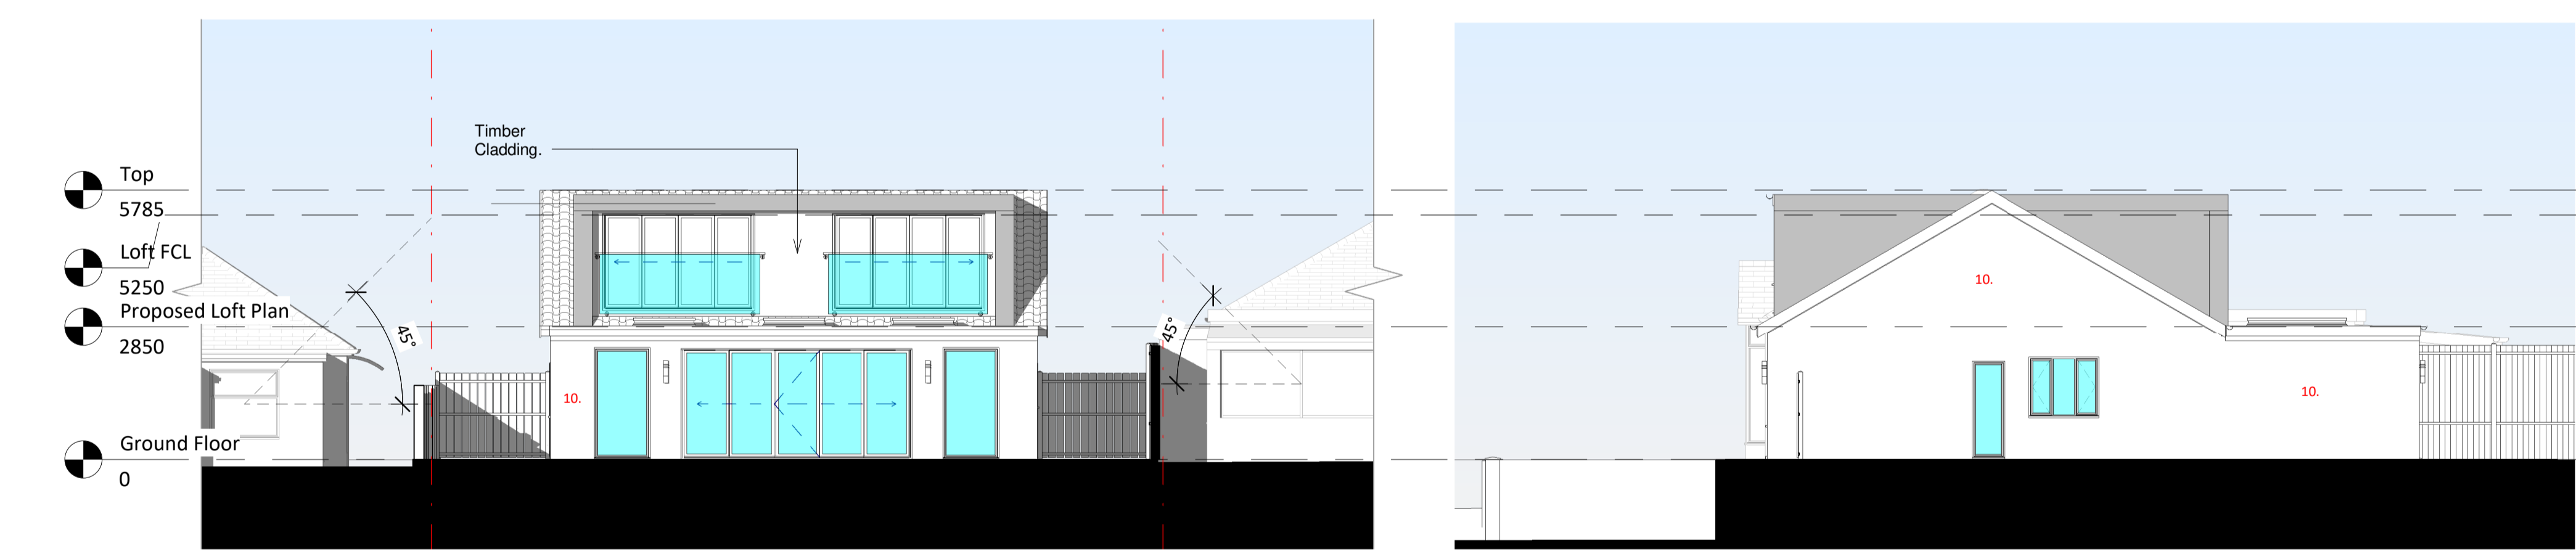 Timber
Cladding.
Top
5785
Loft FCL
5250
Proposed Loft Plan
2850
Ground Floor
0
45°
45°
10.
10.
10.